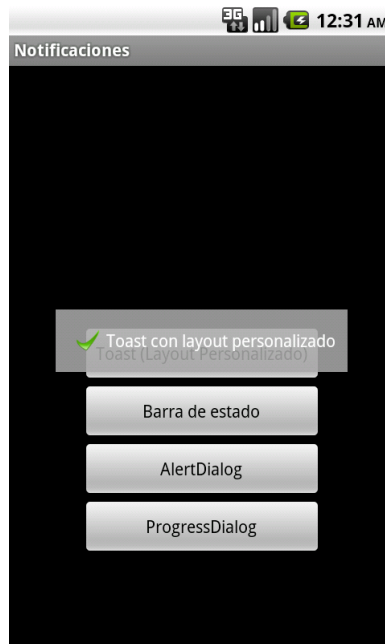 3G 12:31 AM
Notificaciones
Toast con layout personalizado
Toast (Layout Personalizado)
Barra de estado
AlertDialog
ProgressDialog